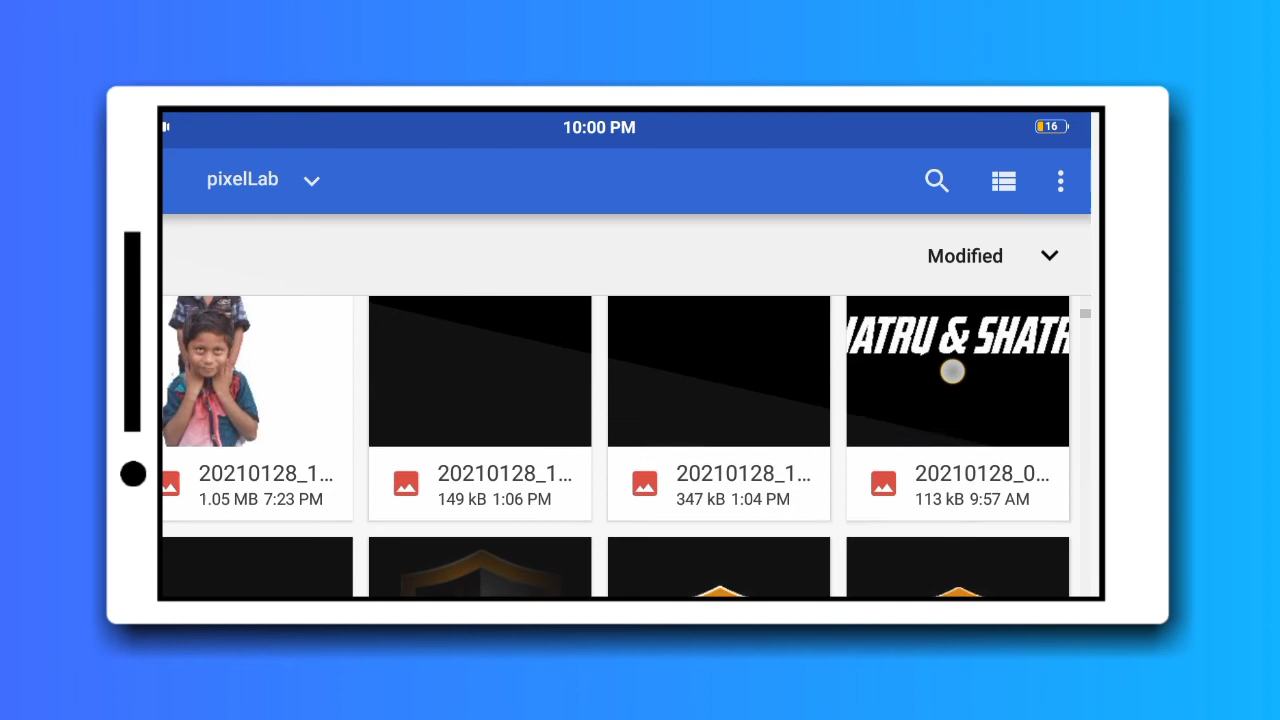 10:00 PM
16
pixelLab
Modified
ATRU & SHATR
20210128_1...
1.05 MB 7:23 PM
20210128_1...
149 kB 1:06 PM
20210128_1...
347 kB 1:04 PM
20210128_0...
113 kB 9:57 AM